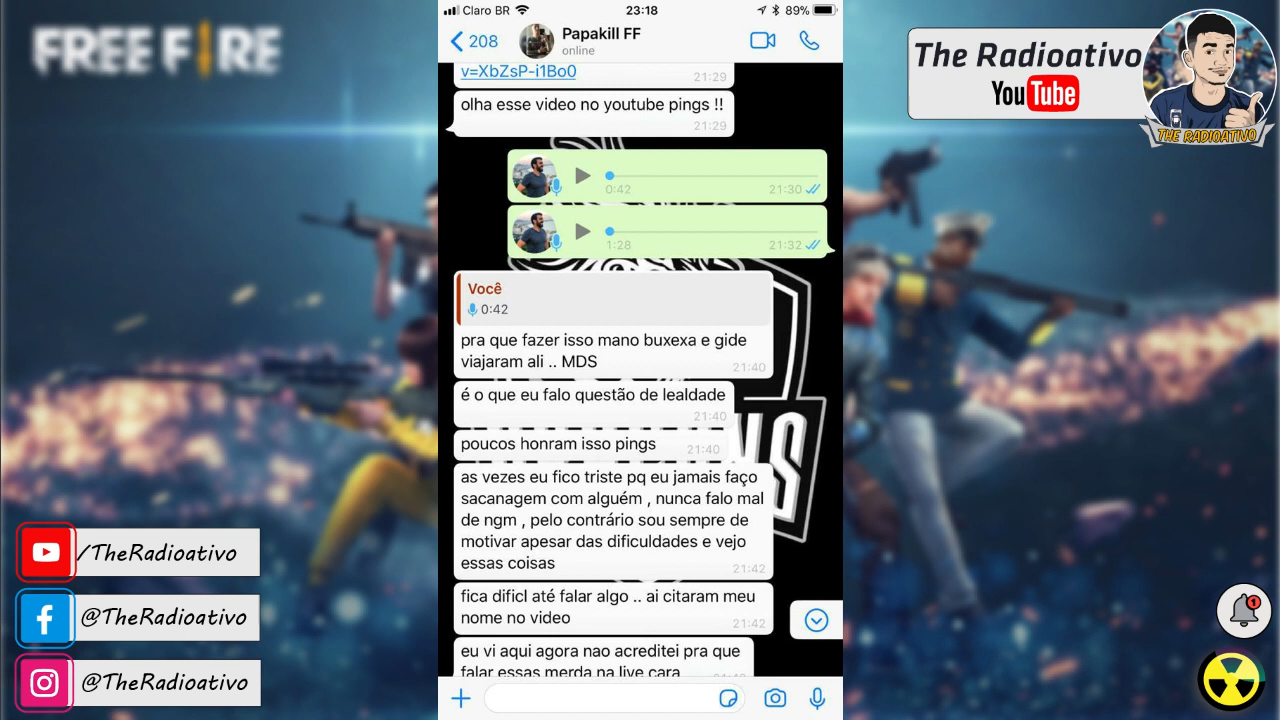 FREE FIRE
Claro BR
23:18
89%
208
Papakill FF
online
The Radioativo
YouTube
THE RADIOATIVO
v=XbZsP-i1Bo0
21:29
olha esse video no youtube pings !!
21:29
0:42
21:30
1:28
21:32
Você
0:42
pra que fazer isso mano buxexa e gide
viajaram ali .. MDS
21:40
é o que eu falo questão de lealdade
21:40
poucos honram isso pings
21:40
as vezes eu fico triste pq eu jamais faço
sacanagem com alguém , nunca falo mal
de ngm , pelo contrário sou sempre de
motivar apesar das dificuldades e vejo
essas coisas
21:42
fica dificl até falar algo .. ai citaram meu
nome no video
21:42
eu vi aqui agora nao acreditei pra que
falar essas merda na live cara
/TheRadioativo
@TheRadioativo
@TheRadioativo
1